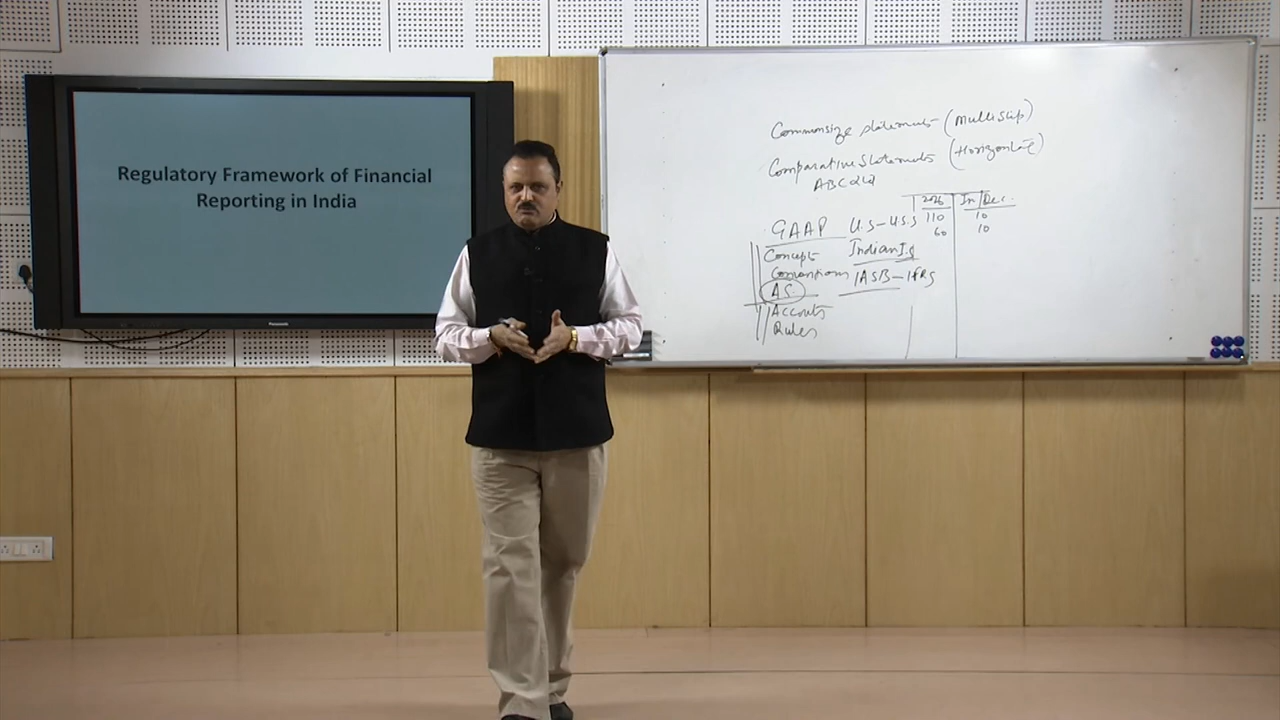 Regulatory Framework of Financial
Reporting in India
Panasonic
Commonsize statements (Multistep)
Comparative Statements (Horizontal)
ABC
2016 In/Dec.
GAAP U.S-U.S.S 110 10
60 10
Concepts Indian
Conventions IASB-IFRS
AS
Accounts
Rules